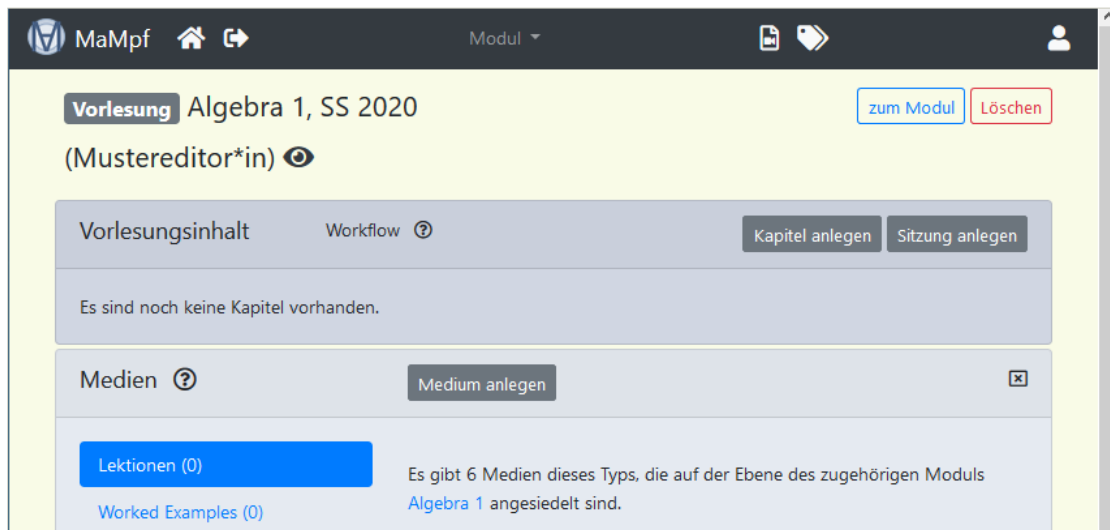 MaMpf Modul
Vorlesung Algebra 1, SS 2020 zum Modul Löschen
(Mustereditor*in)
Vorlesungsinhalt Workflow Kapitel anlegen Sitzung anlegen
Es sind noch keine Kapitel vorhanden.
Medien Medium anlegen
Lektionen (0)
Es gibt 6 Medien dieses Typs, die auf der Ebene des zugehörigen Moduls
Algebra 1 angesiedelt sind.
Worked Examples (0)